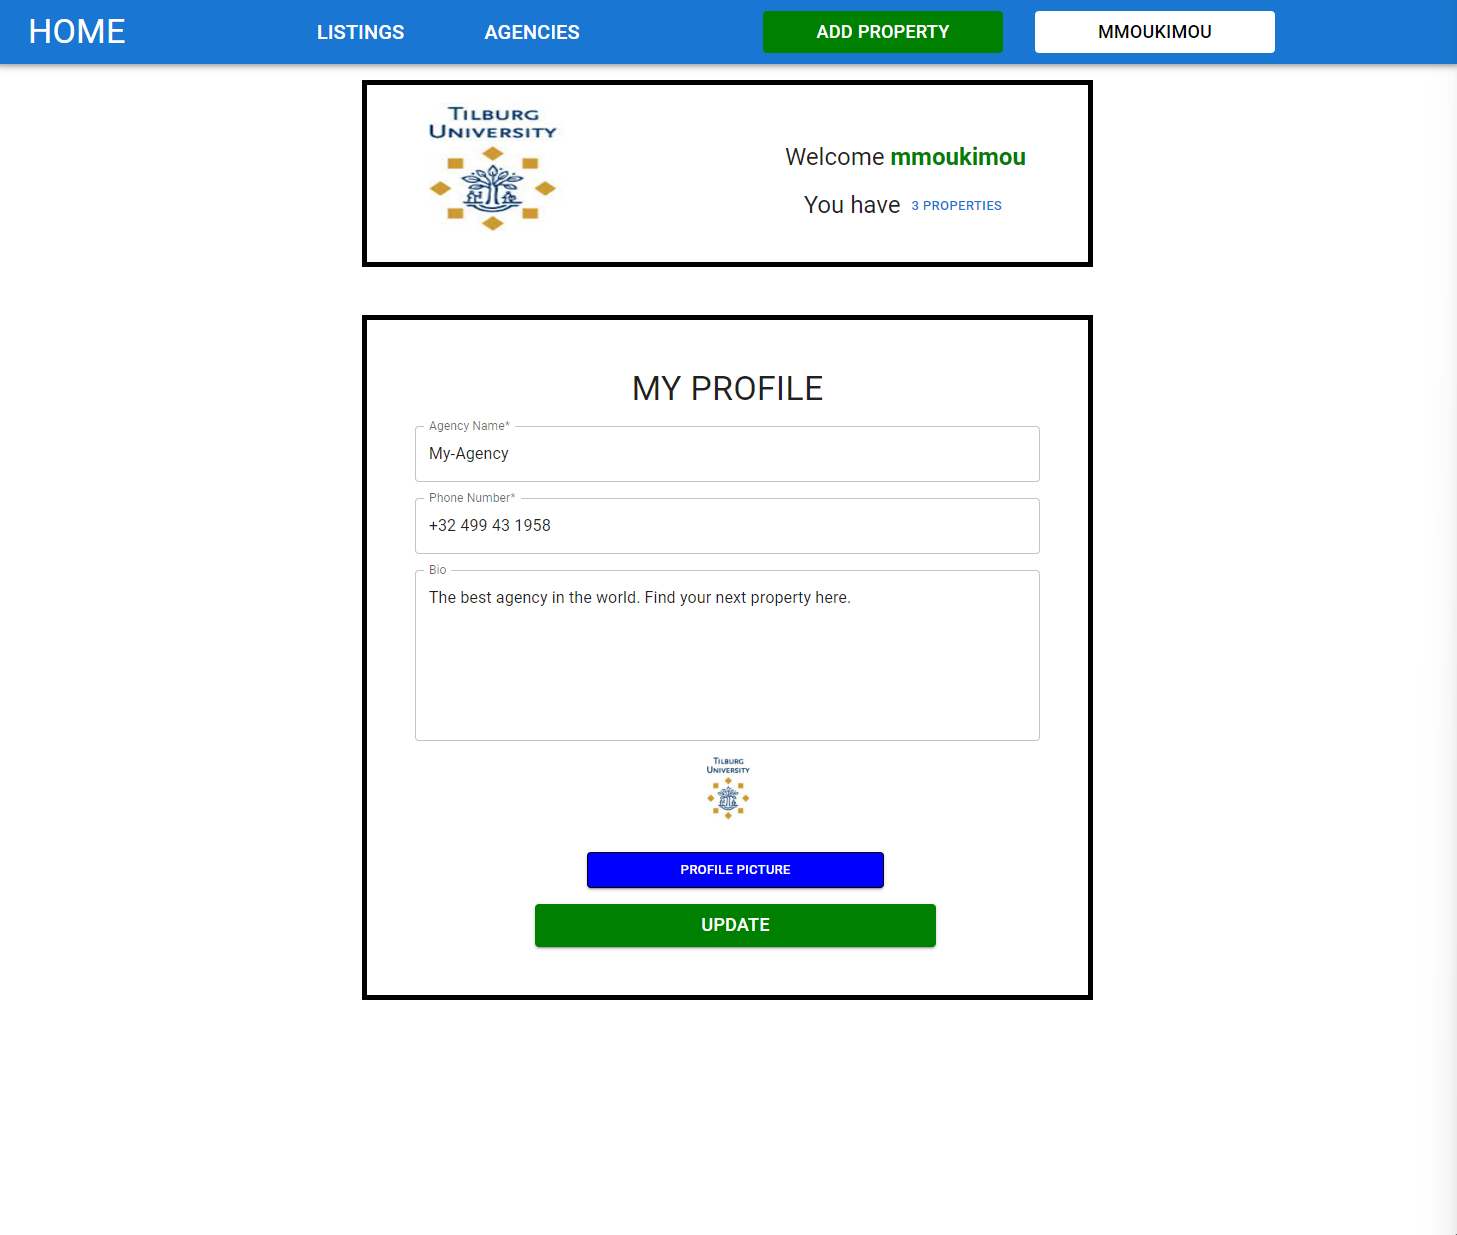 HOME
LISTINGS
AGENCIES
ADD PROPERTY
MMOUKIMOU
TILBURG
UNIVERSITY
Welcome mmoukimou
You have 3 PROPERTIES
MY PROFILE
Agency Name*
My-Agency
Phone Number*
+32 499 43 1958
Bio
The best agency in the world. Find your next property here.
TILBURG
UNIVERSITY
PROFILE PICTURE
UPDATE